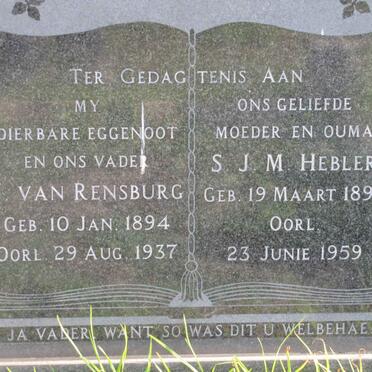 TER GEDAGTENIS AAN
MY
DIERBARE EGGENOOT
EN ONS VADER
VAN RENSBURG
GEB. 10 JAN. 1894
OORL. 29 AUG. 1937
ONS GELIEFDE
MOEDER EN OUMA
S. J. M. HEBLER
GEB. 19 MAART 189
OORL.
23 JUNIE 1959
JA VADER WANT SO WAS DIT U WELBEHAE